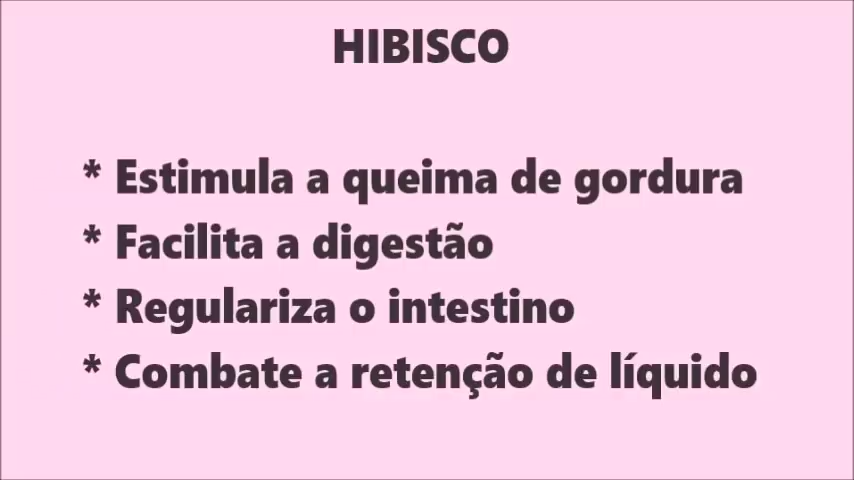 HIBISCO
* Estimula a queima de gordura
* Facilita a digestão
* Regulariza o intestino
* Combate a retenção de líquido